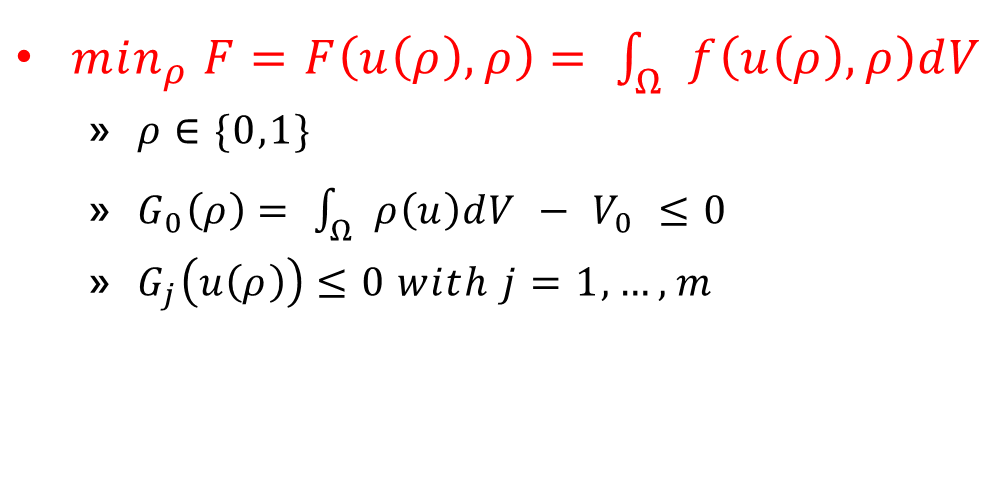 • min_ρ F = F(u(ρ), ρ) = ∫_Ω f(u(ρ), ρ)dV
» ρ ∈ {0,1}
» G_0(ρ) = ∫_Ω ρ(u)dV − V_0 ≤ 0
» G_j(u(ρ)) ≤ 0 with j = 1, … , m